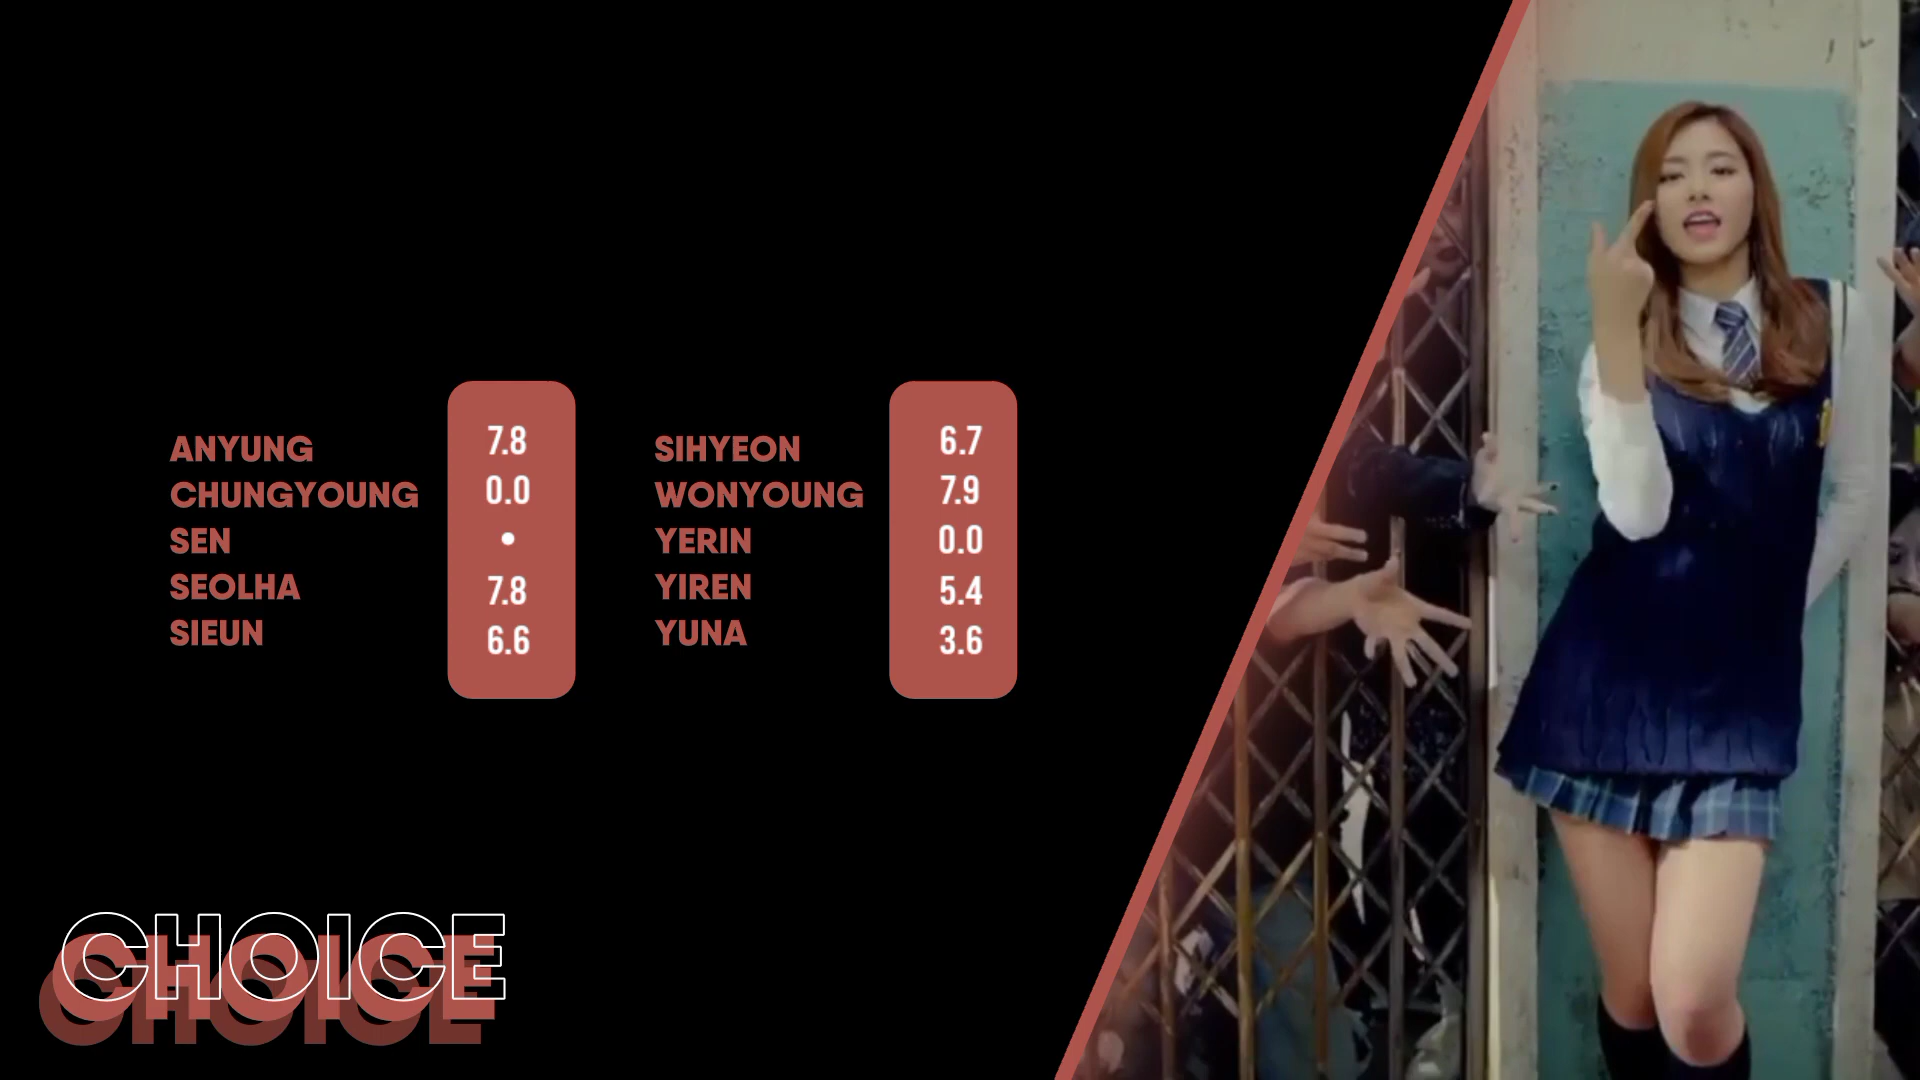 ANYUNG 7.8
CHUNGYOUNG 0.0
SEN •
SEOLHA 7.8
SIEUN 6.6
SIHYEON 6.7
WONYOUNG 7.9
YERIN 0.0
YIREN 5.4
YUNA 3.6
CHOICE